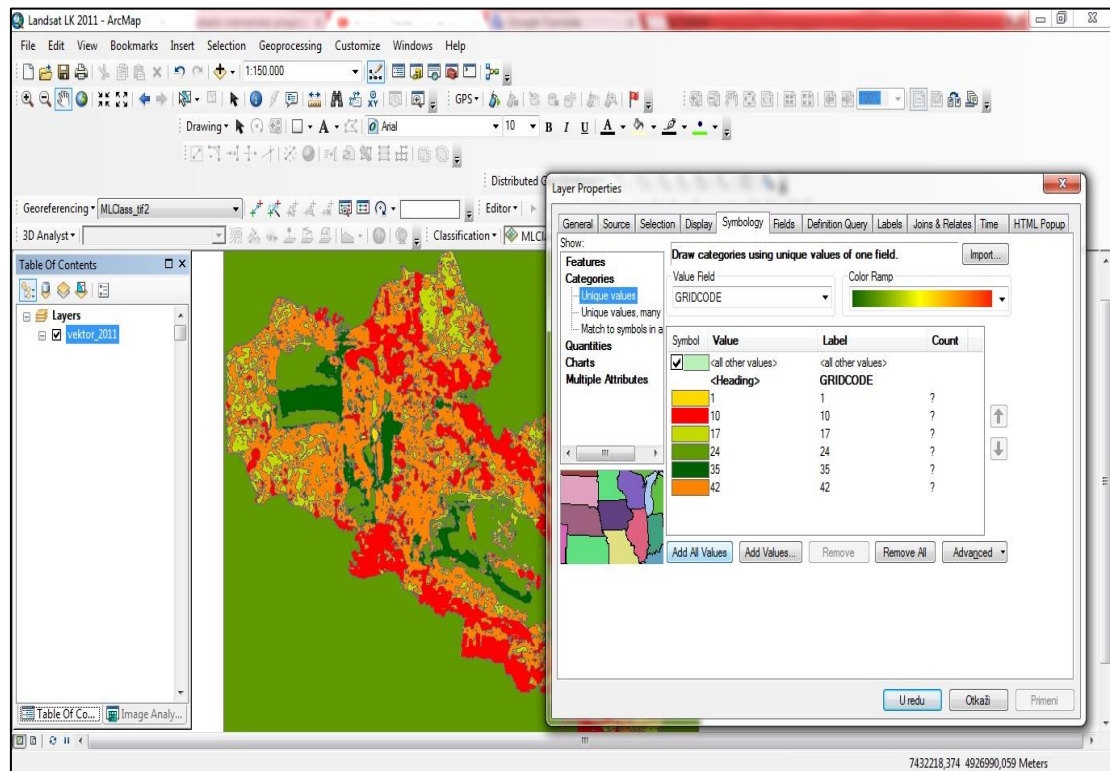 Landsat LK 2011 - ArcMap
File Edit View Bookmarks Insert Selection Geoprocessing Customize Windows Help
1:150.000
GPS
100%
Drawing A Arial 10 B I U A
Distributed G
Georeferencing MLClass_tif2 Editor
3D Analyst Classification MLCl
Table Of Contents
Layers
vektor_2011
Table Of Co... Image Analy...
Layer Properties
General Source Selection Display Symbology Fields Definition Query Labels Joins & Relates Time HTML Popup
Show:
Features
Categories
Unique values
Unique values, many
Match to symbols in a
Quantities
Charts
Multiple Attributes
Draw categories using unique values of one field. Import...
Value Field Color Ramp
GRIDCODE
Symbol Value Label Count
<all other values> <all other values>
<Heading> GRIDCODE
1 1 ?
10 10 ?
17 17 ?
24 24 ?
35 35 ?
42 42 ?
Add All Values Add Values... Remove Remove All Advanced
U redu Otkaži Primeni
7432218,374 4926990,059 Meters